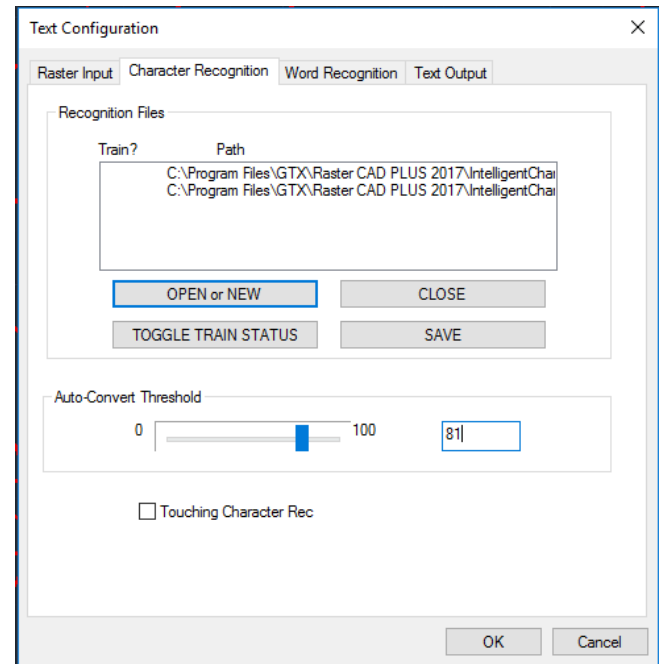 Text Configuration
Raster Input Character Recognition Word Recognition Text Output
Recognition Files
Train? Path
C:\Program Files\GTX\Raster CAD PLUS 2017\IntelligentChar
C:\Program Files\GTX\Raster CAD PLUS 2017\IntelligentChar
OPEN or NEW CLOSE
TOGGLE TRAIN STATUS SAVE
Auto-Convert Threshold
0 100 81
Touching Character Rec
OK Cancel